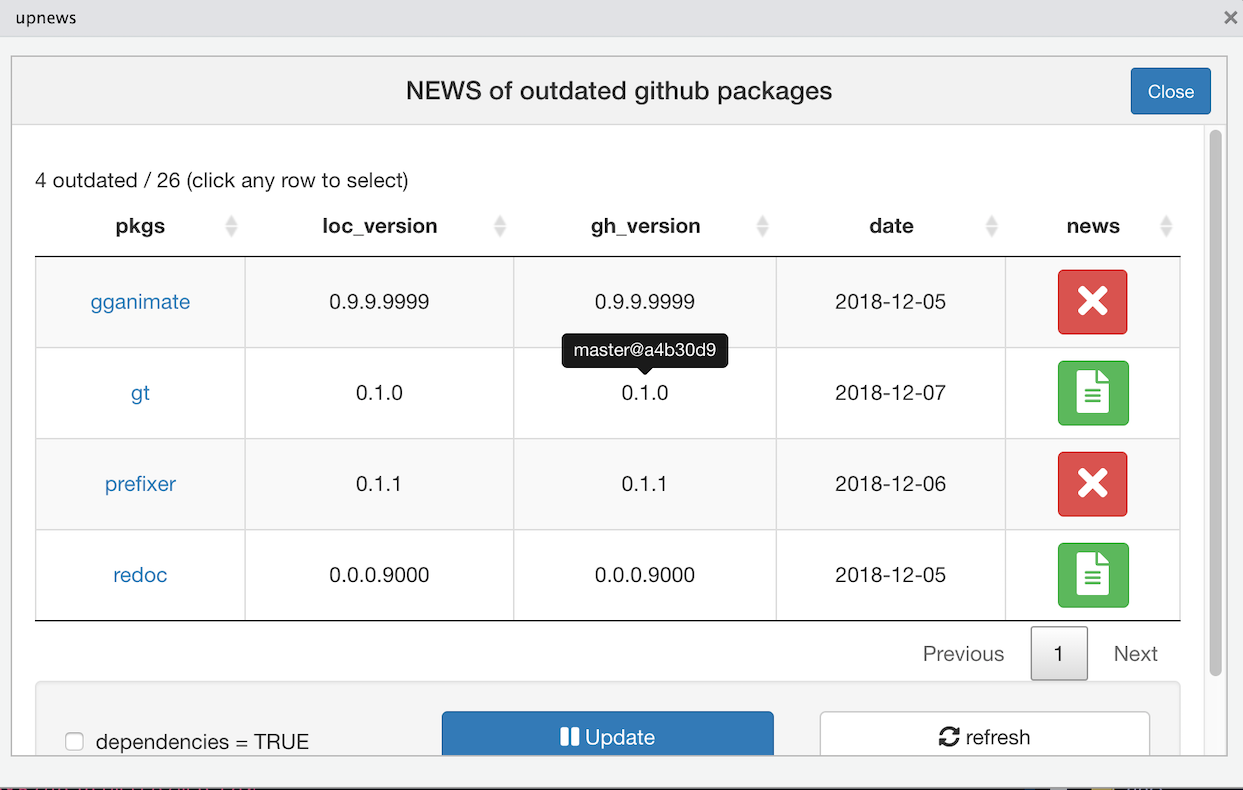 upnews
NEWS of outdated github packages
Close
4 outdated / 26 (click any row to select)
pkgs loc_version gh_version date news
gganimate 0.9.9.9999 0.9.9.9999 2018-12-05
master@a4b30d9
gt 0.1.0 0.1.0 2018-12-07
prefixer 0.1.1 0.1.1 2018-12-06
redoc 0.0.0.9000 0.0.0.9000 2018-12-05
Previous 1 Next
dependencies = TRUE Update refresh